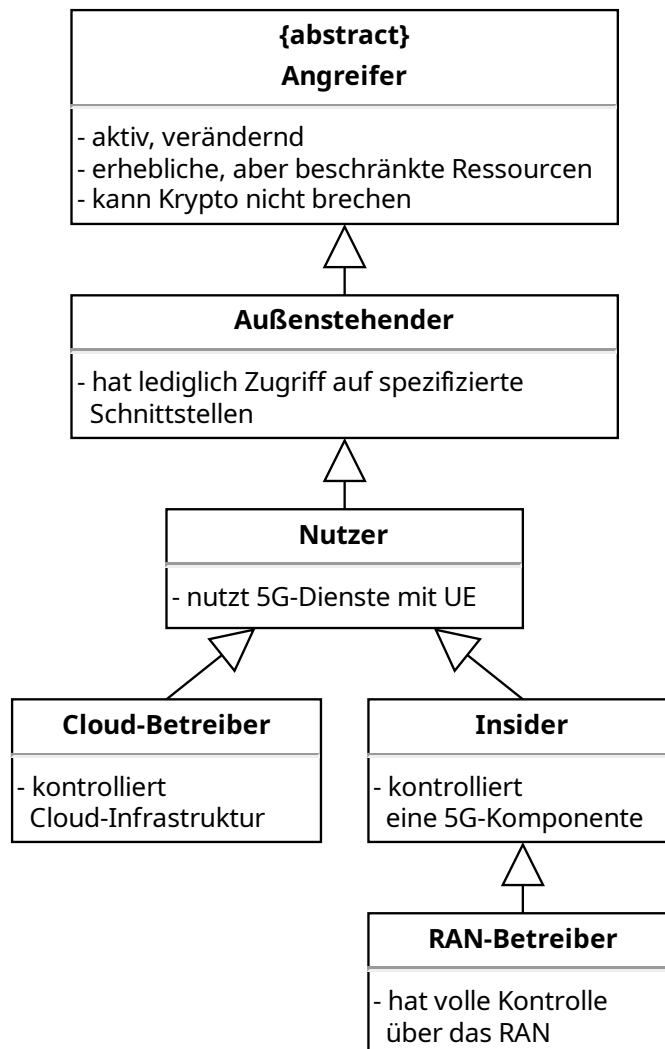 {abstract}
Angreifer
- aktiv, verändernd
- erhebliche, aber beschränkte Ressourcen
- kann Krypto nicht brechen
Außenstehender
- hat lediglich Zugriff auf spezifizierte
Schnittstellen
Nutzer
- nutzt 5G-Dienste mit UE
Cloud-Betreiber
- kontrolliert
Cloud-Infrastruktur
Insider
- kontrolliert
eine 5G-Komponente
RAN-Betreiber
- hat volle Kontrolle
über das RAN